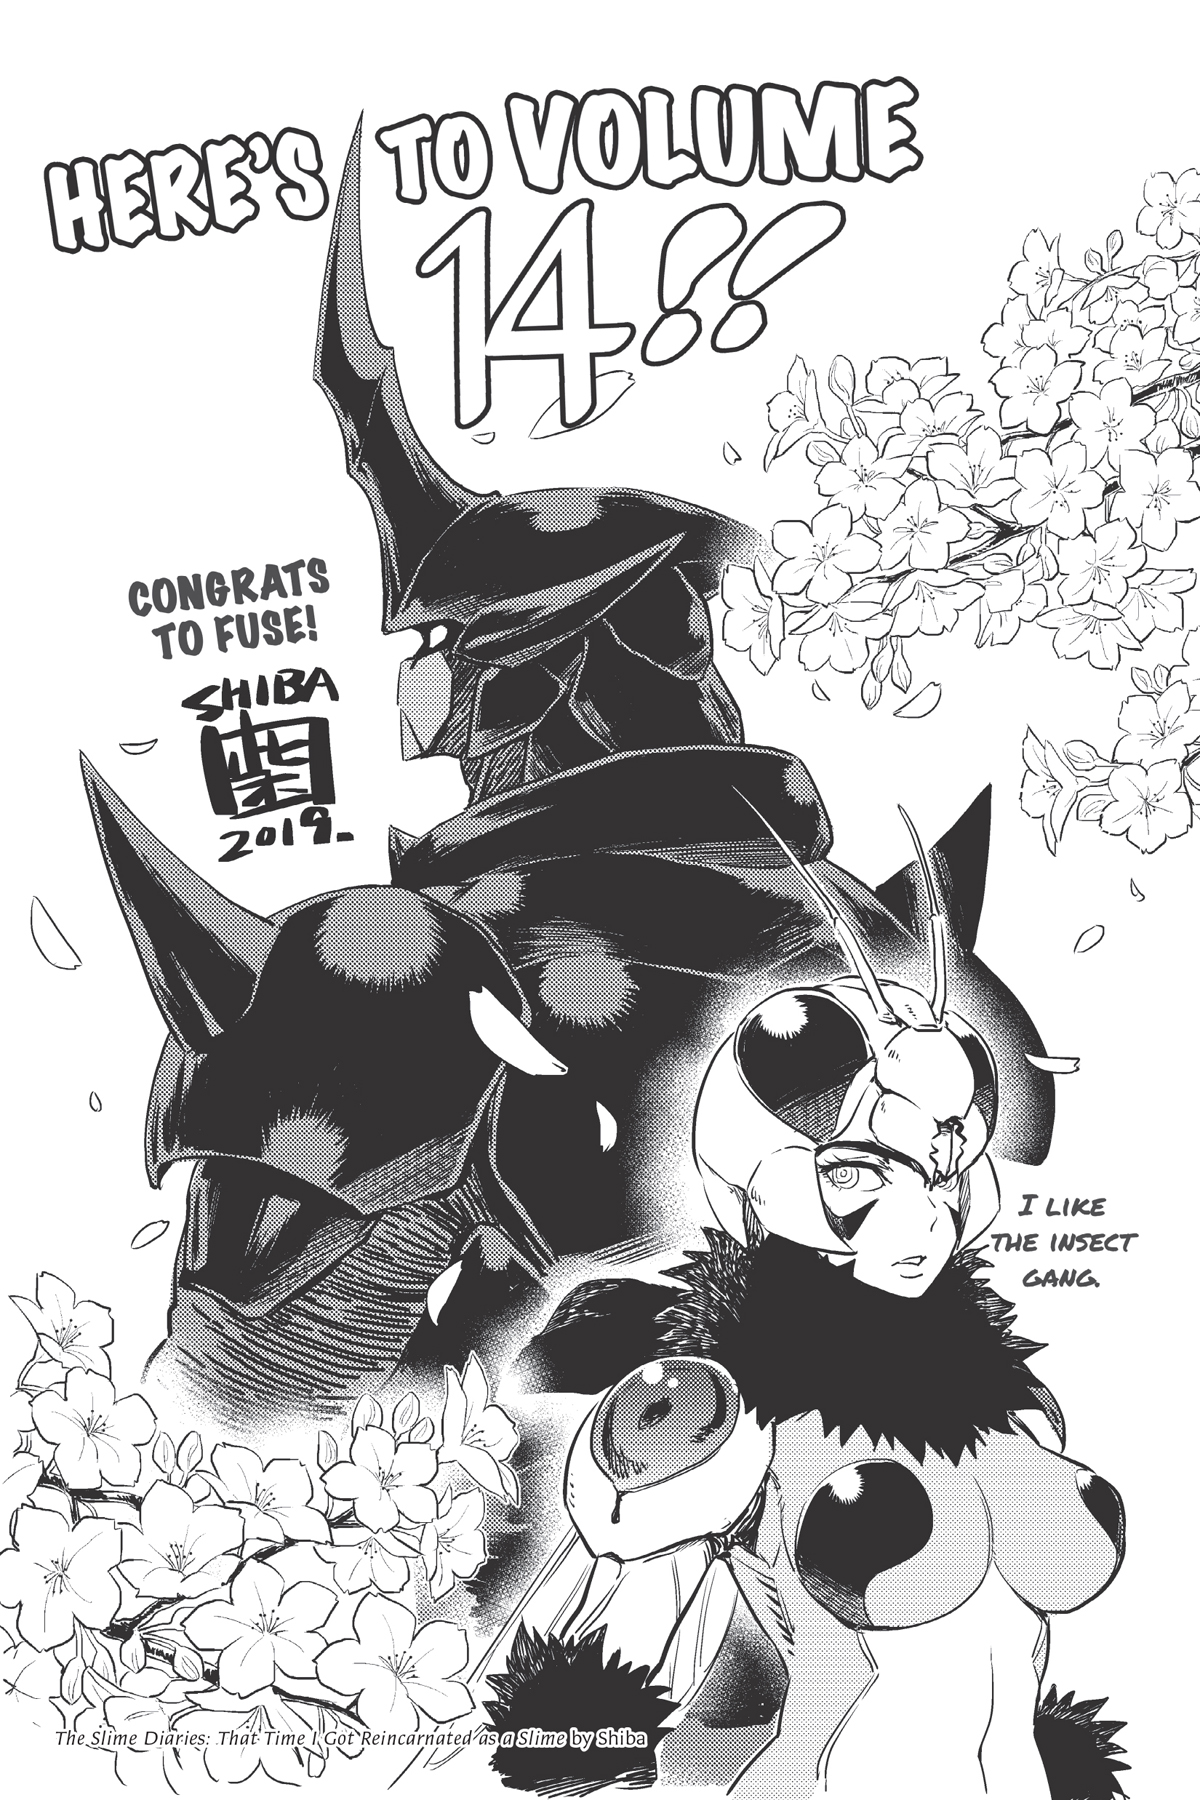 HERE'S TO VOLUME
14!!
CONGRATS
TO FUSE!
SHIBA
2019
I LIKE
THE INSECT
GANG.
The Slime Diaries: That Time I Got Reincarnated as a Slime by Shiba